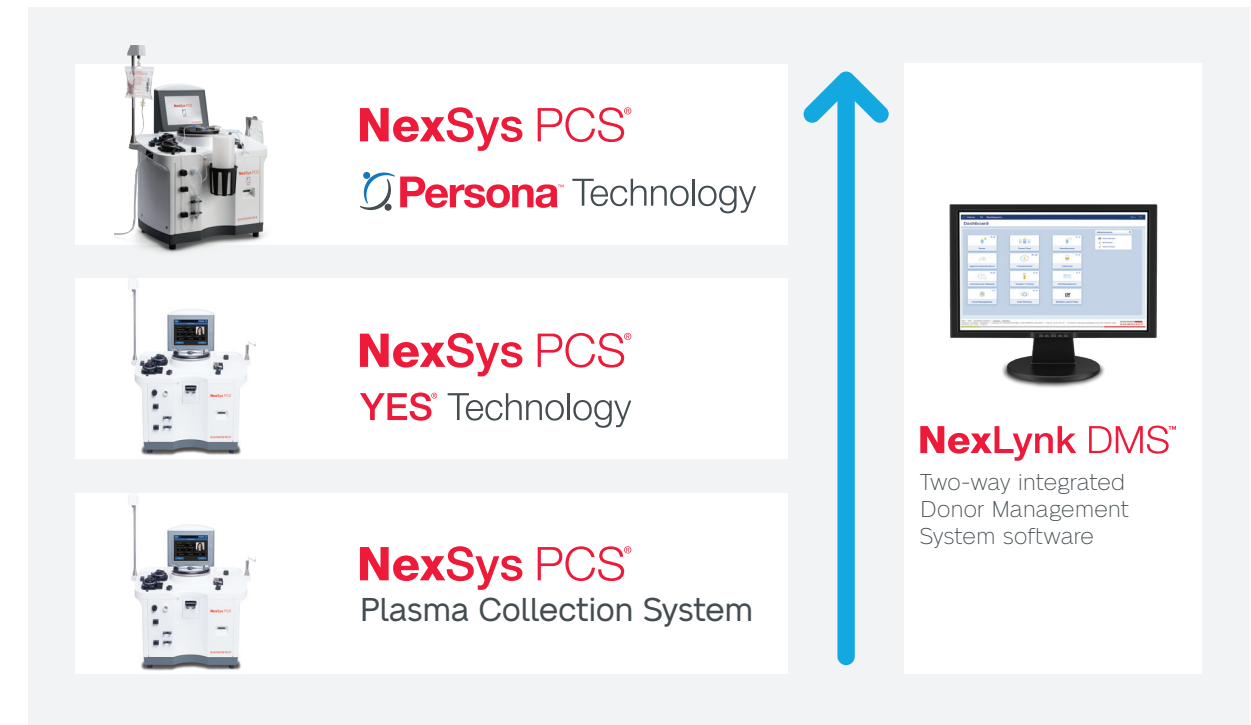 NexSys PCS®
Persona™ Technology
NexSys PCS®
YES® Technology
NexSys PCS®
Plasma Collection System
Dashboard
NexLynk DMS™
Two-way integrated
Donor Management
System software